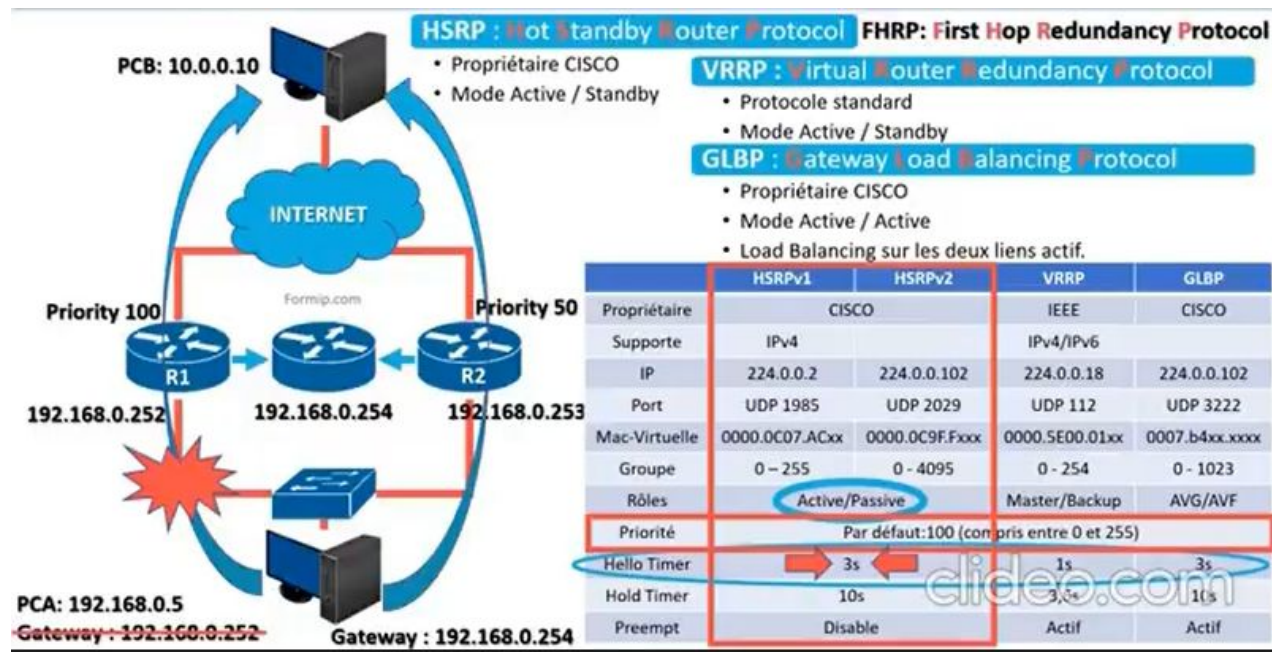 HSRP : Hot Standby Router Protocol
FHRP: First Hop Redundancy Protocol
• Propriétaire CISCO
• Mode Active / Standby
VRRP : Virtual Router Redundancy Protocol
• Protocole standard
• Mode Active / Standby
GLBP : Gateway Load Balancing Protocol
• Propriétaire CISCO
• Mode Active / Active
• Load Balancing sur les deux liens actif.
PCB: 10.0.0.10
INTERNET
Formip.com
Priority 100
Priority 50
R1
R2
192.168.0.252
192.168.0.254
192.168.0.253
PCA: 192.168.0.5
Gateway : 192.168.0.252
Gateway : 192.168.0.254
HSRPv1 HSRPv2 VRRP GLBP
Propriétaire CISCO IEEE CISCO
Supporte IPv4 IPv4/IPv6
IP 224.0.0.2 224.0.0.102 224.0.0.18 224.0.0.102
Port UDP 1985 UDP 2029 UDP 112 UDP 3222
Mac-Virtuelle 0000.0C07.ACxx 0000.0C9F.Fxxx 0000.5E00.01xx 0007.b4xx.xxxx
Groupe 0 – 255 0 - 4095 0 - 254 0 - 1023
Rôles Active/Passive Master/Backup AVG/AVF
Priorité Par défaut:100 (compris entre 0 et 255)
Hello Timer 3s 1s 3s
Hold Timer 10s 3,6s 10s
Preempt Disable Actif Actif
clideo.com